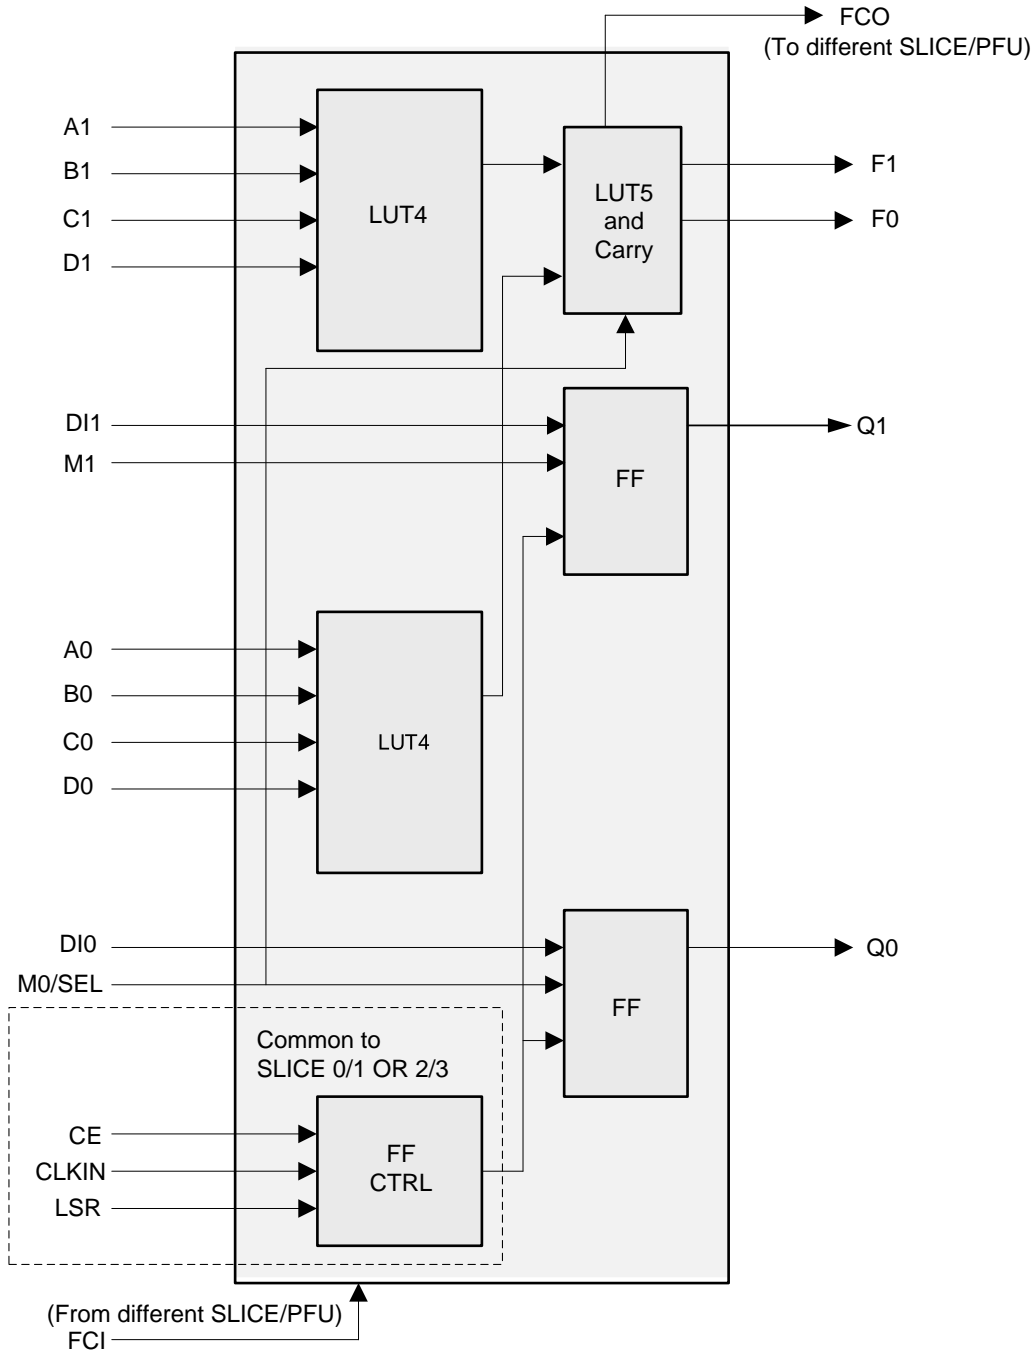 FCO
(To different SLICE/PFU)
A1
B1
C1
D1
LUT4
LUT5
and
Carry
F1
F0
DI1
M1
FF
Q1
A0
B0
C0
D0
LUT4
DI0
M0/SEL
FF
Q0
Common to
SLICE 0/1 OR 2/3
CE
CLKIN
LSR
FF
CTRL
(From different SLICE/PFU)
FCI